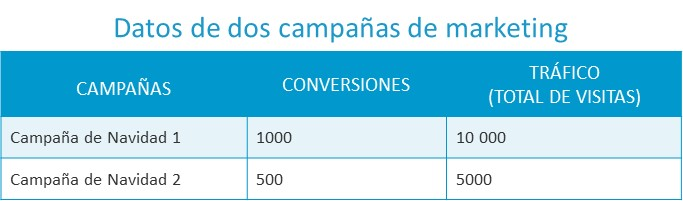 Datos de dos campañas de marketing
CAMPAÑAS
CONVERSIONES
TRÁFICO
(TOTAL DE VISITAS)
Campaña de Navidad 1
1000
10 000
Campaña de Navidad 2
500
5000